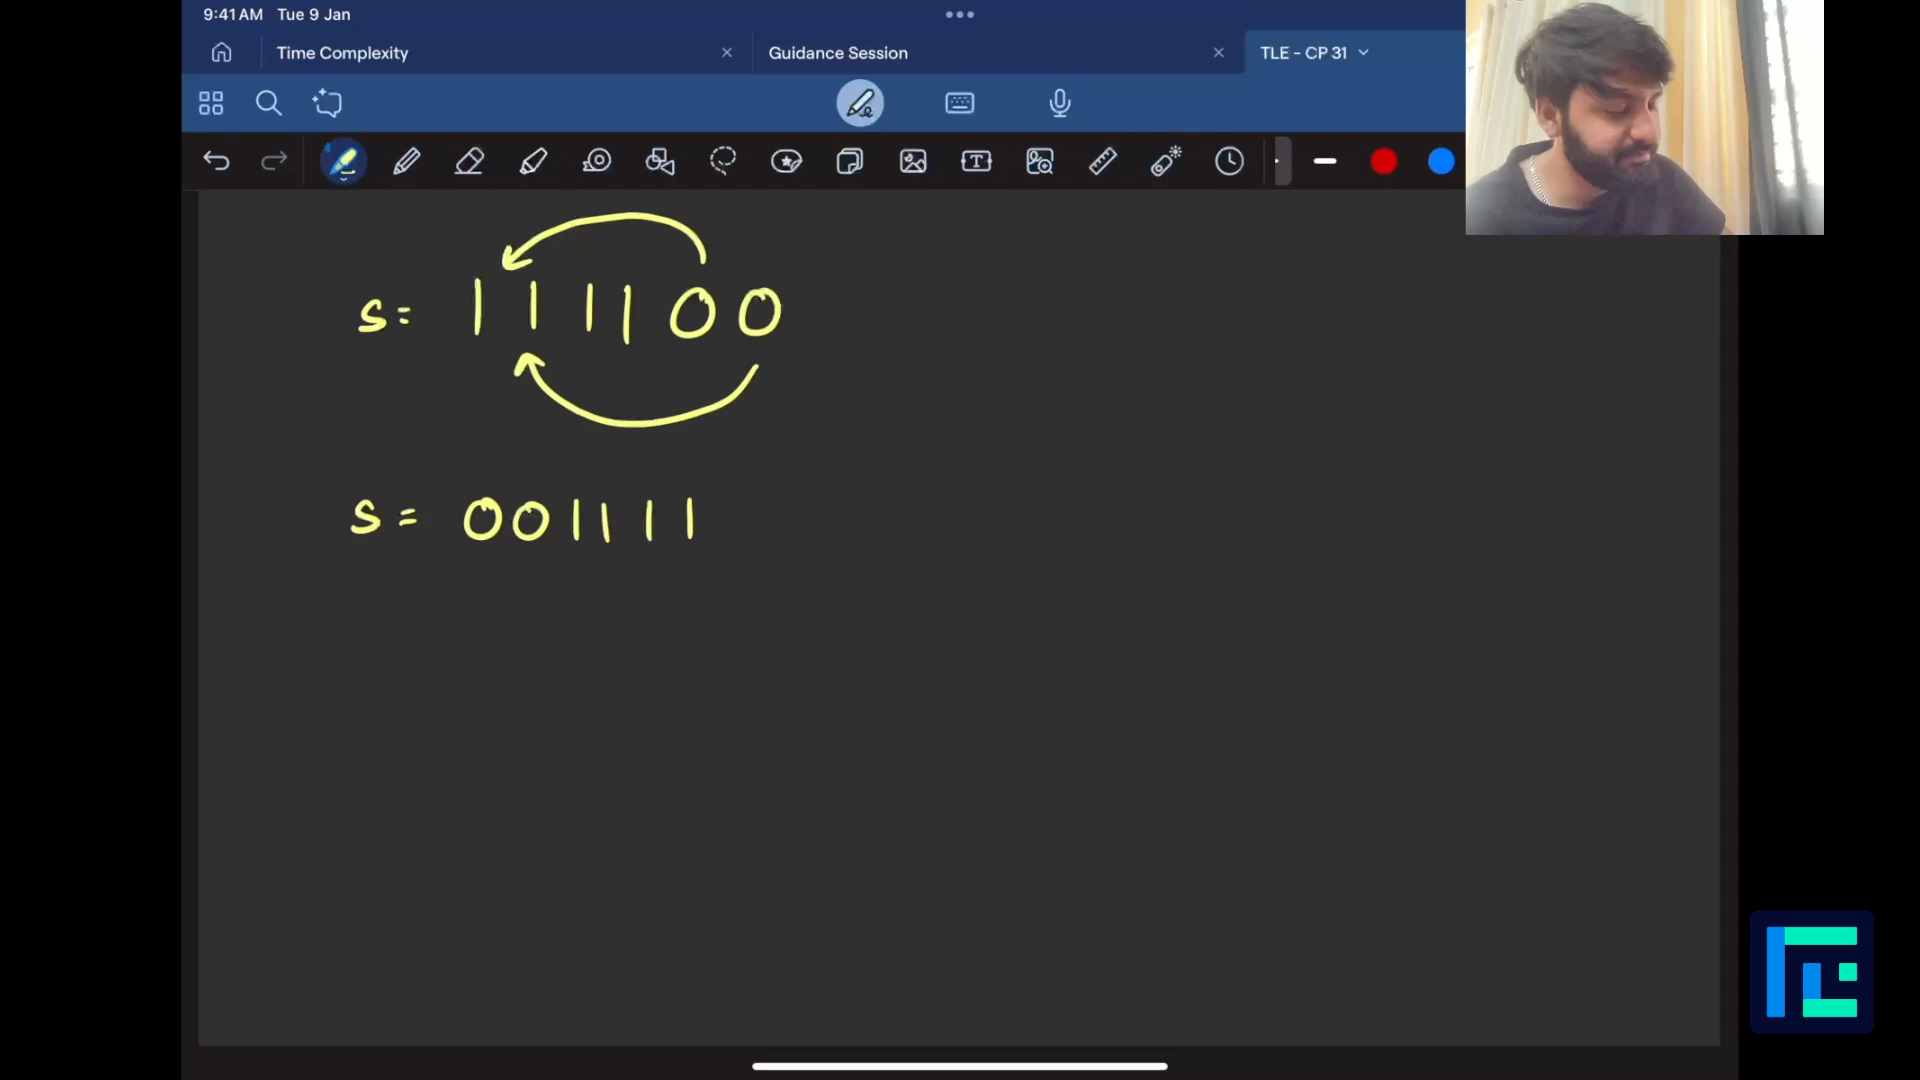 9:41 AM Tue 9 Jan
Time Complexity Guidance Session TLE - CP 31
s= 111100
s= 001111